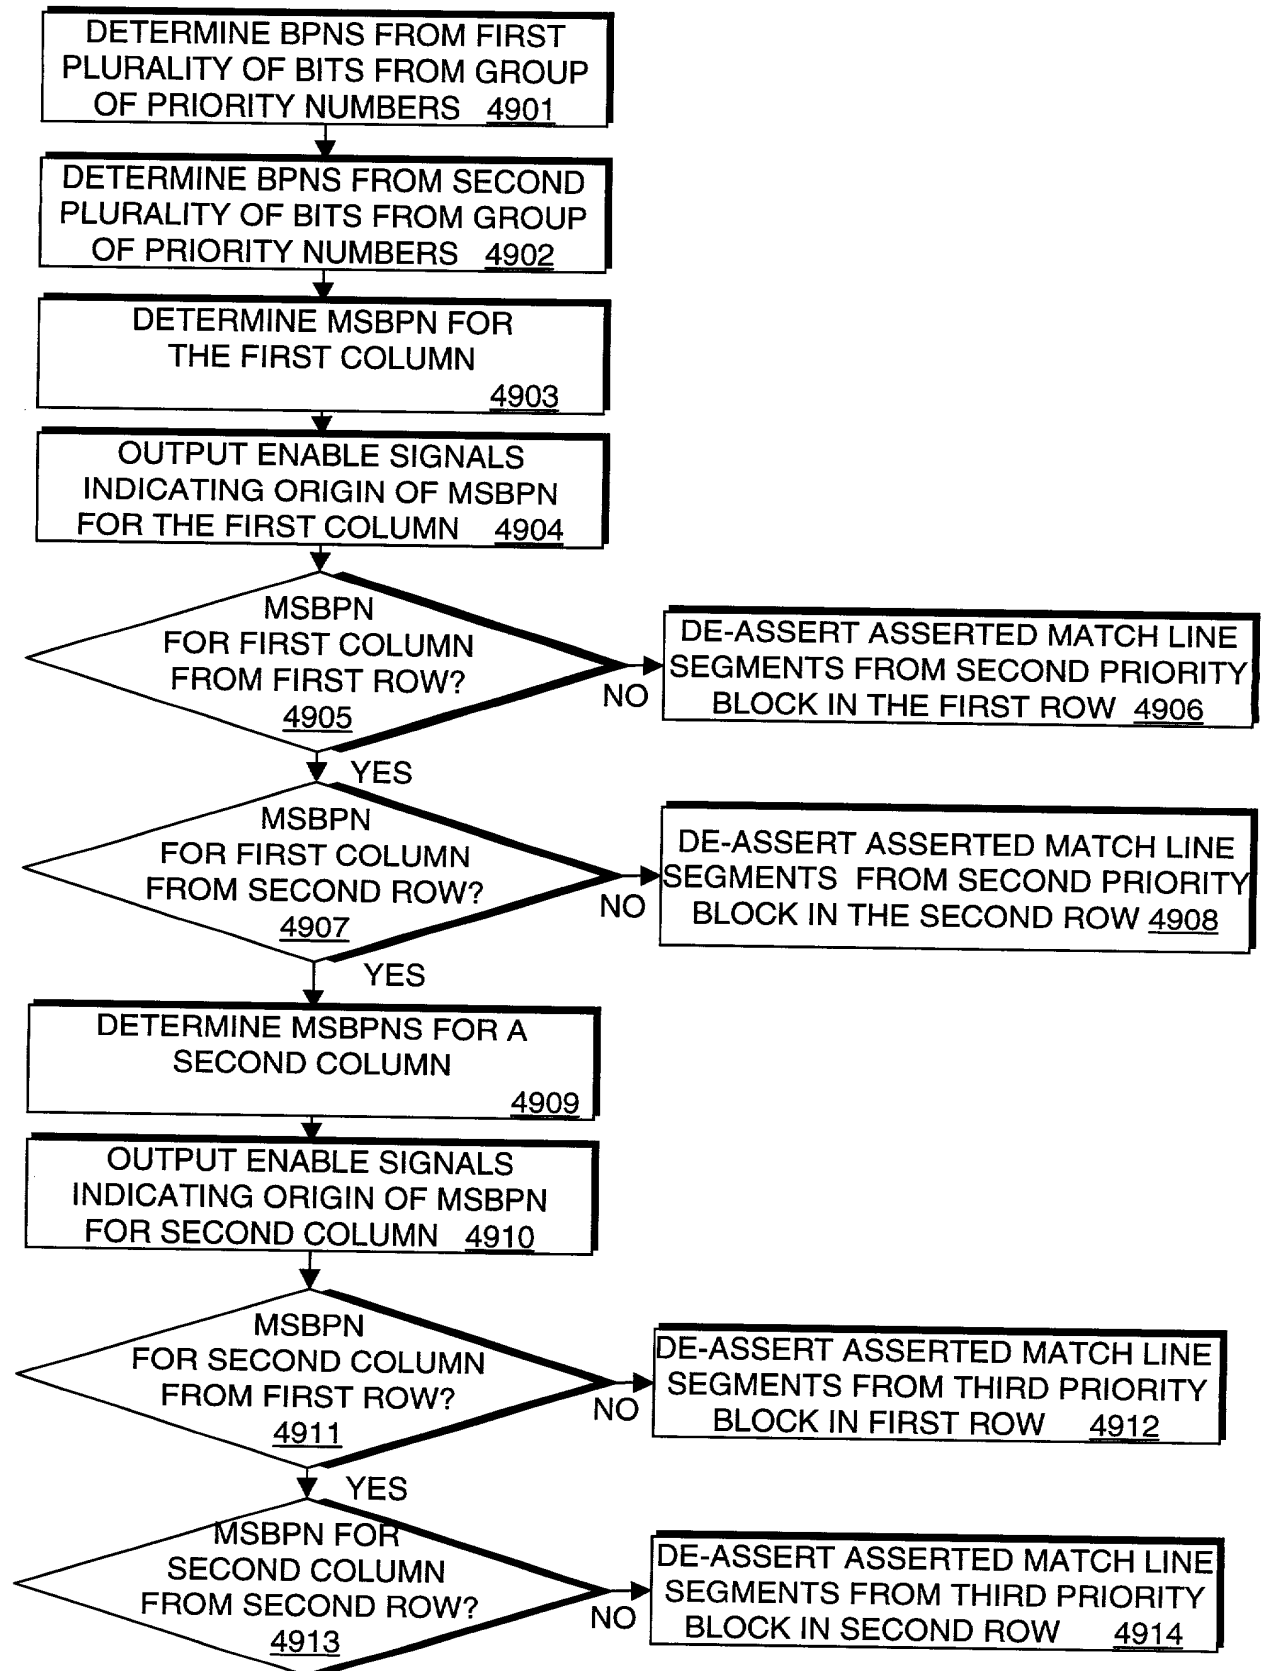 DETERMINE BPNS FROM FIRST
PLURALITY OF BITS FROM GROUP
OF PRIORITY NUMBERS 4901
DETERMINE BPNS FROM SECOND
PLURALITY OF BITS FROM GROUP
OF PRIORITY NUMBERS 4902
DETERMINE MSBPN FOR
THE FIRST COLUMN
4903
OUTPUT ENABLE SIGNALS
INDICATING ORIGIN OF MSBPN
FOR THE FIRST COLUMN 4904
MSBPN
FOR FIRST COLUMN
FROM FIRST ROW?
4905
NO
DE-ASSERT ASSERTED MATCH LINE
SEGMENTS FROM SECOND PRIORITY
BLOCK IN THE FIRST ROW 4906
YES
MSBPN
FOR FIRST COLUMN
FROM SECOND ROW?
4907
NO
DE-ASSERT ASSERTED MATCH LINE
SEGMENTS FROM SECOND PRIORITY
BLOCK IN THE SECOND ROW 4908
YES
DETERMINE MSBPNS FOR A
SECOND COLUMN
4909
OUTPUT ENABLE SIGNALS
INDICATING ORIGIN OF MSBPN
FOR SECOND COLUMN 4910
MSBPN
FOR SECOND COLUMN
FROM FIRST ROW?
4911
NO
DE-ASSERT ASSERTED MATCH LINE
SEGMENTS FROM THIRD PRIORITY
BLOCK IN FIRST ROW 4912
YES
MSBPN FOR
SECOND COLUMN
FROM SECOND ROW?
4913
NO
DE-ASSERT ASSERTED MATCH LINE
SEGMENTS FROM THIRD PRIORITY
BLOCK IN SECOND ROW 4914